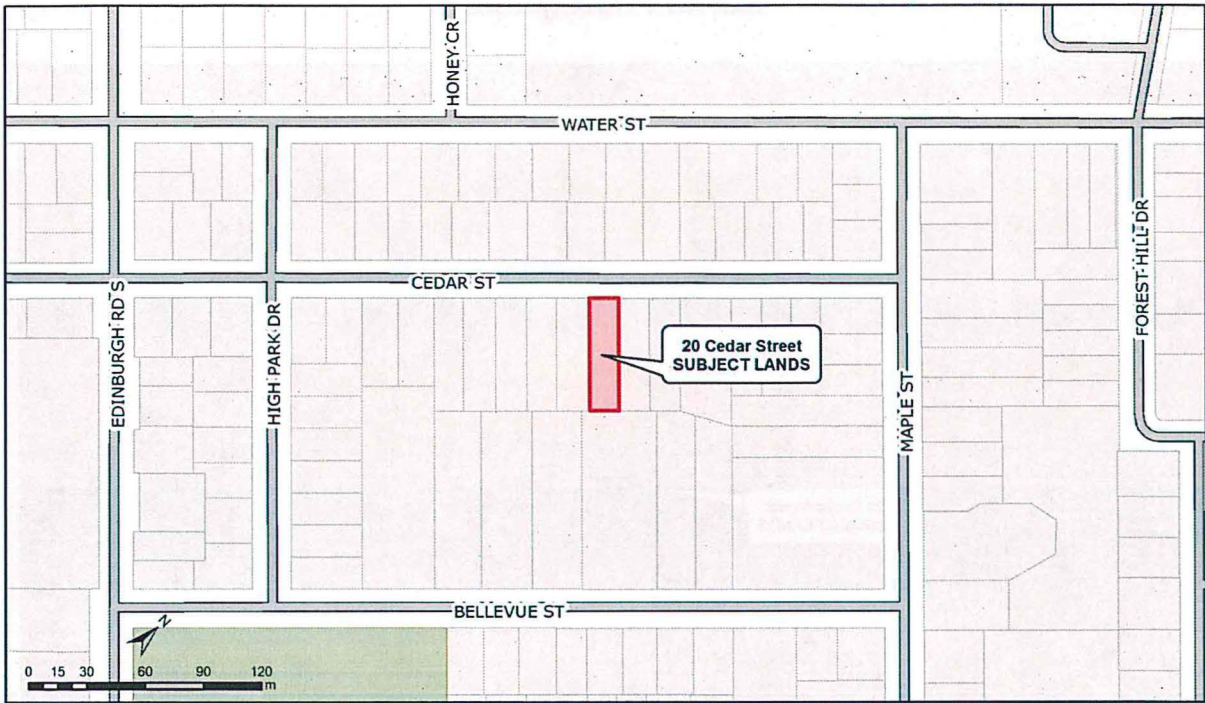 HONEY CR
WATER ST
CEDAR ST
EDINBURGH RD S
HIGH PARK DR
20 Cedar Street
SUBJECT LANDS
MAPLE ST
FOREST HILL DR
BELLEVUE ST
N
0 15 30 60 90 120
m